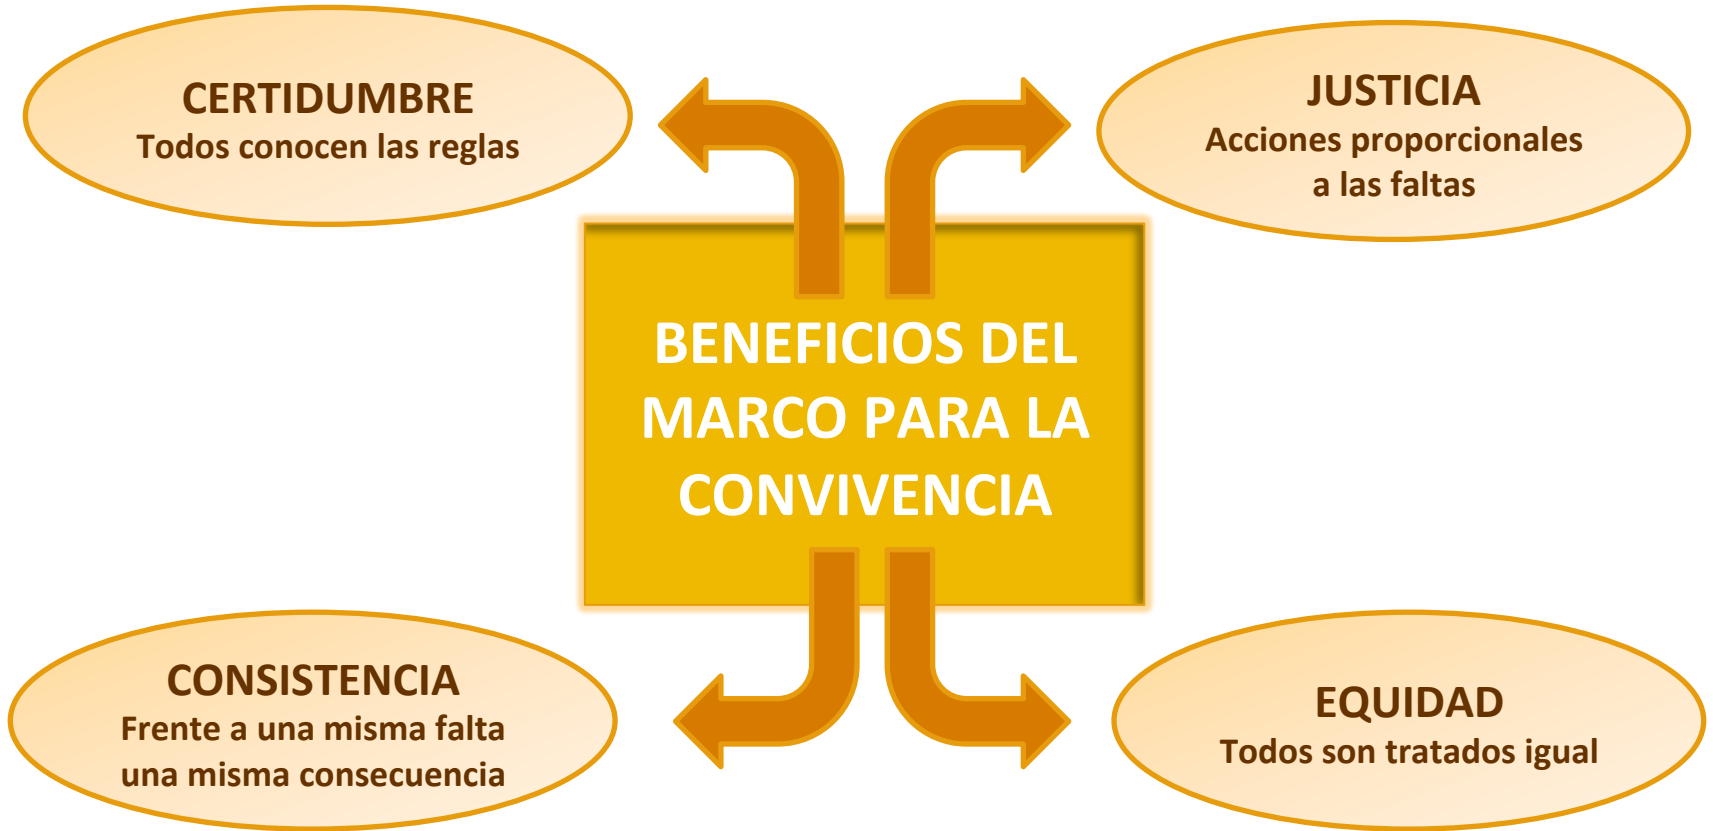 CERTIDUMBRE
Todos conocen las reglas
JUSTICIA
Acciones proporcionales
a las faltas
BENEFICIOS DEL
MARCO PARA LA
CONVIVENCIA
CONSISTENCIA
Frente a una misma falta
una misma consecuencia
EQUIDAD
Todos son tratados igual